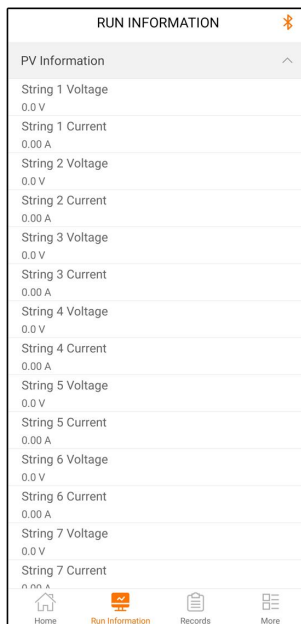 RUN INFORMATION
PV Information
String 1 Voltage
0.0 V
String 1 Current
0.00 A
String 2 Voltage
0.0 V
String 2 Current
0.00 A
String 3 Voltage
0.0 V
String 3 Current
0.00 A
String 4 Voltage
0.0 V
String 4 Current
0.00 A
String 5 Voltage
0.0 V
String 5 Current
0.00 A
String 6 Voltage
0.0 V
String 6 Current
0.00 A
String 7 Voltage
0.0 V
String 7 Current
0.00 A
Home
Run Information
Records
More